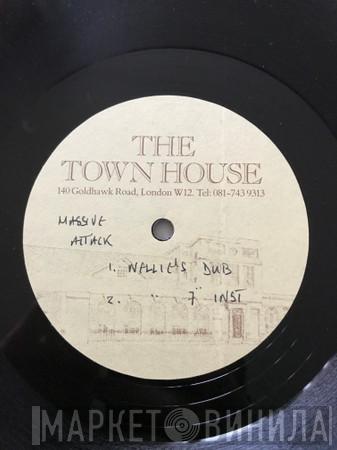 THE
TOWN HOUSE
140 Goldhawk Road, London W12. Tel: 081-743 9313
MASSIVE
ATTACK
1. NELLIE'S DUB
2. " " 7" INST
МАРКЕТ ВИНИЛА